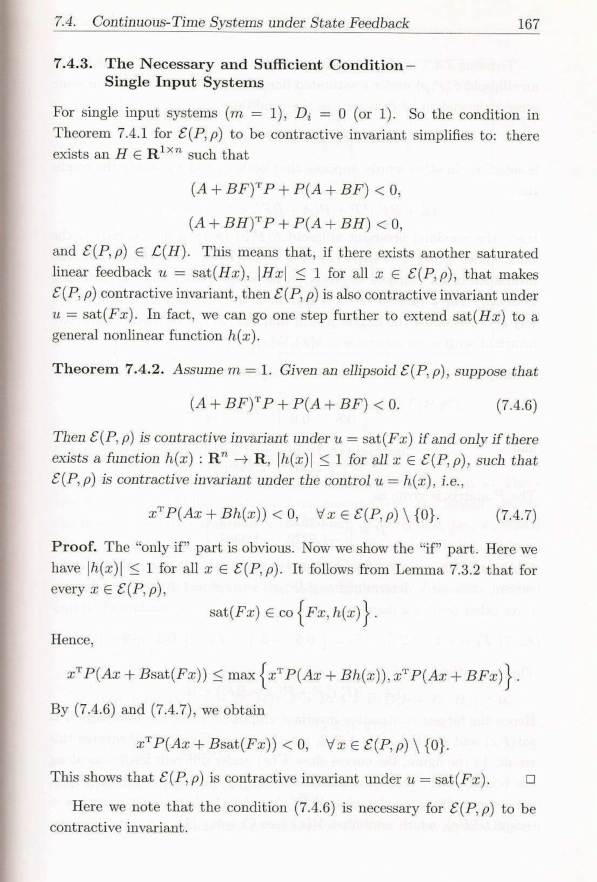 7.4. Continuous-Time Systems under State Feedback 167
7.4.3. The Necessary and Sufficient Condition –
Single Input Systems
For single input systems (m = 1), Dᵢ = 0 (or 1). So the condition in
Theorem 7.4.1 for ℰ(P, ρ) to be contractive invariant simplifies to: there
exists an H ∈ R¹ˣⁿ such that
(A + BF)ᵀP + P(A + BF) < 0,
(A + BH)ᵀP + P(A + BH) < 0,
and ℰ(P, ρ) ∈ ℒ(H). This means that, if there exists another saturated
linear feedback u = sat(Hx), |Hx| ≤ 1 for all x ∈ ℰ(P, ρ), that makes
ℰ(P, ρ) contractive invariant, then ℰ(P, ρ) is also contractive invariant under
u = sat(Fx). In fact, we can go one step further to extend sat(Hx) to a
general nonlinear function h(x).
Theorem 7.4.2. Assume m = 1. Given an ellipsoid ℰ(P, ρ), suppose that
(A + BF)ᵀP + P(A + BF) < 0. (7.4.6)
Then ℰ(P, ρ) is contractive invariant under u = sat(Fx) if and only if there
exists a function h(x) : Rⁿ → R, |h(x)| ≤ 1 for all x ∈ ℰ(P, ρ), such that
ℰ(P, ρ) is contractive invariant under the control u = h(x), i.e.,
xᵀP(Ax + Bh(x)) < 0, ∀ x ∈ ℰ(P, ρ) \ {0}. (7.4.7)
Proof. The "only if" part is obvious. Now we show the "if" part. Here we
have |h(x)| ≤ 1 for all x ∈ ℰ(P, ρ). It follows from Lemma 7.3.2 that for
every x ∈ ℰ(P, ρ),
sat(Fx) ∈ co {Fx, h(x)} .
Hence,
xᵀP(Ax + Bsat(Fx)) ≤ max {xᵀP(Ax + Bh(x)), xᵀP(Ax + BFx)} .
By (7.4.6) and (7.4.7), we obtain
xᵀP(Ax + Bsat(Fx)) < 0, ∀ x ∈ ℰ(P, ρ) \ {0}.
This shows that ℰ(P, ρ) is contractive invariant under u = sat(Fx). □
Here we note that the condition (7.4.6) is necessary for ℰ(P, ρ) to be
contractive invariant.